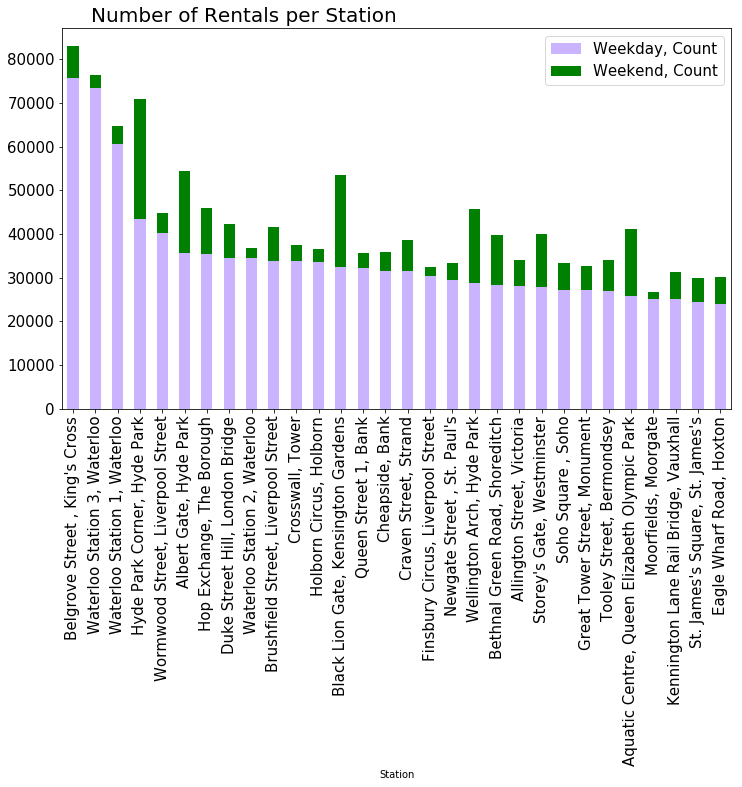 Number of Rentals per Station
Weekday, Count
Weekend, Count
80000
70000
60000
50000
40000
30000
20000
10000
0
Belgrove Street , King's Cross
Waterloo Station 3, Waterloo
Waterloo Station 1, Waterloo
Hyde Park Corner, Hyde Park
Wormwood Street, Liverpool Street
Albert Gate, Hyde Park
Hop Exchange, The Borough
Duke Street Hill, London Bridge
Waterloo Station 2, Waterloo
Brushfield Street, Liverpool Street
Crosswall, Tower
Holborn Circus, Holborn
Black Lion Gate, Kensington Gardens
Queen Street 1, Bank
Cheapside, Bank
Craven Street, Strand
Finsbury Circus, Liverpool Street
Newgate Street , St. Paul's
Wellington Arch, Hyde Park
Bethnal Green Road, Shoreditch
Allington Street, Victoria
Storey's Gate, Westminster
Soho Square , Soho
Great Tower Street, Monument
Tooley Street, Bermondsey
Aquatic Centre, Queen Elizabeth Olympic Park
Moorfields, Moorgate
Kennington Lane Rail Bridge, Vauxhall
St. James's Square, St. James's
Eagle Wharf Road, Hoxton
Station